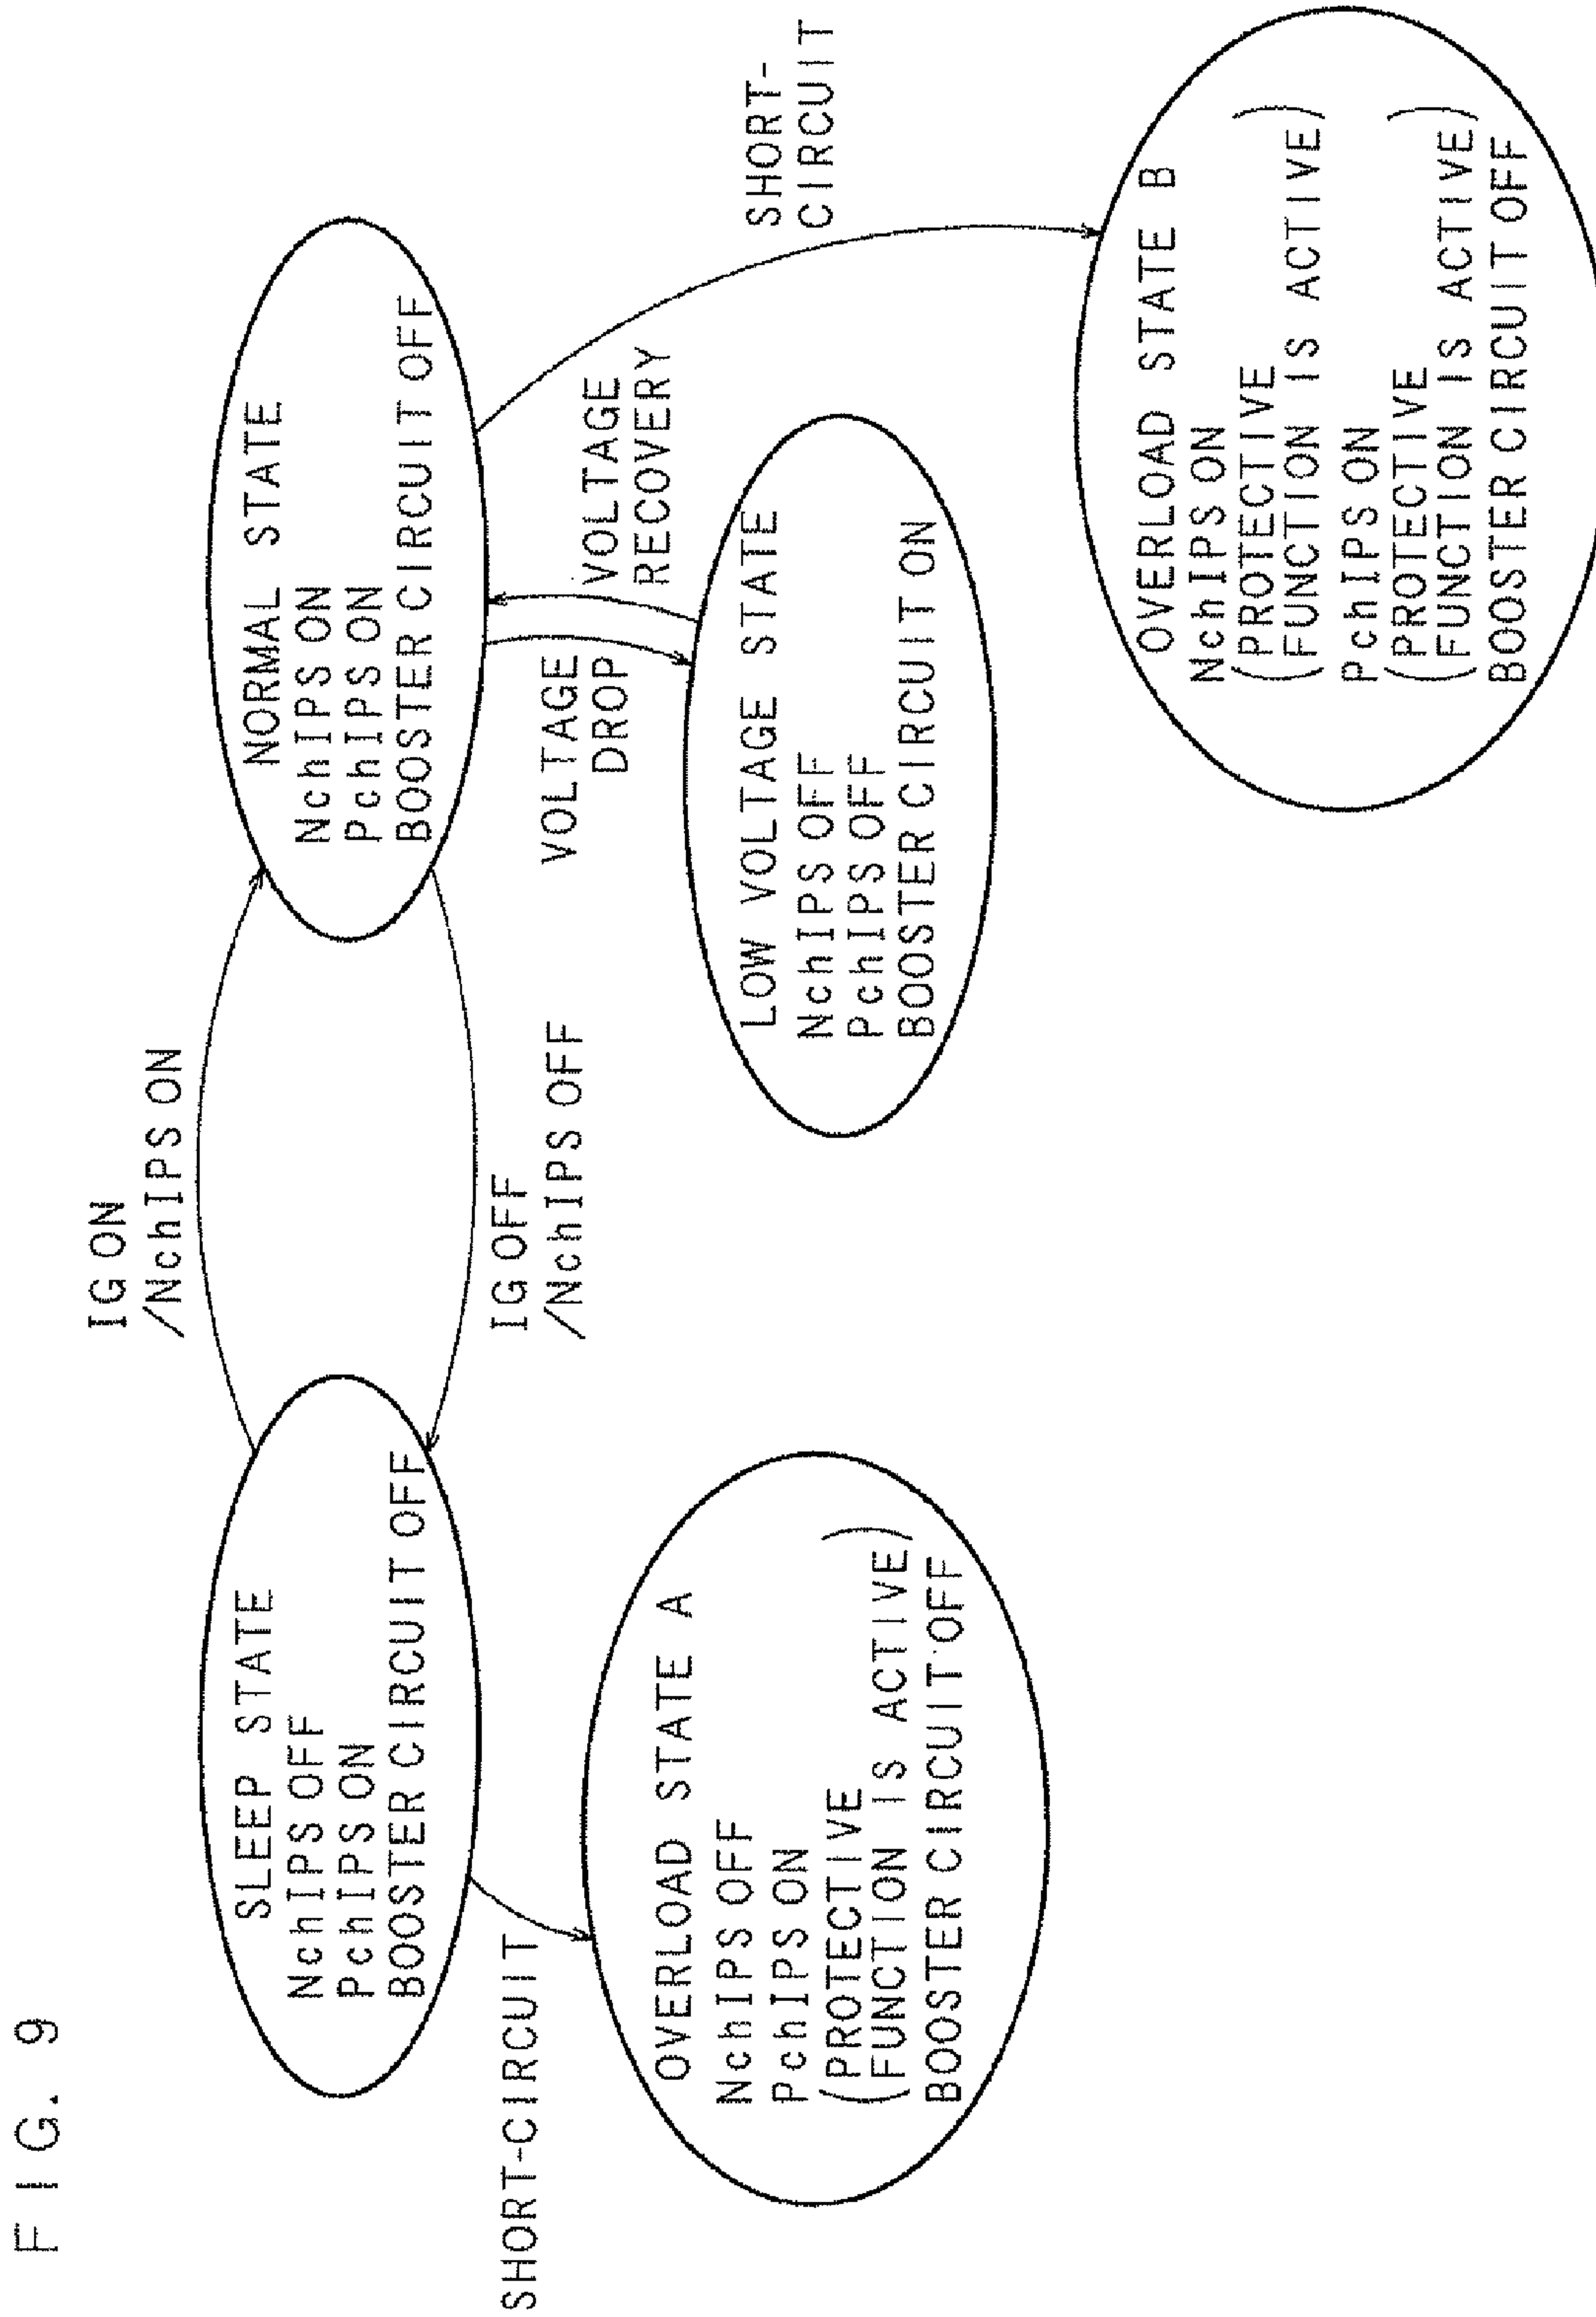 FIG. 9
IG ON
/NchIPS ON
SLEEP STATE
NchIPS OFF
PchIPS ON
BOOSTER CIRCUIT OFF
NORMAL STATE
NchIPS ON
PchIPS ON
BOOSTER CIRCUIT OFF
IG OFF
/NchIPS OFF
SHORT-CIRCUIT
VOLTAGE
DROP
VOLTAGE
RECOVERY
SHORT-
CIRCUIT
OVERLOAD STATE A
NchIPS OFF
PchIPS ON
(PROTECTIVE
FUNCTION IS ACTIVE)
BOOSTER CIRCUIT OFF
LOW VOLTAGE STATE
NchIPS OFF
PchIPS OFF
BOOSTER CIRCUIT ON
OVERLOAD STATE B
NchIPS ON
(PROTECTIVE
FUNCTION IS ACTIVE)
PchIPS ON
(PROTECTIVE
FUNCTION IS ACTIVE)
BOOSTER CIRCUIT OFF